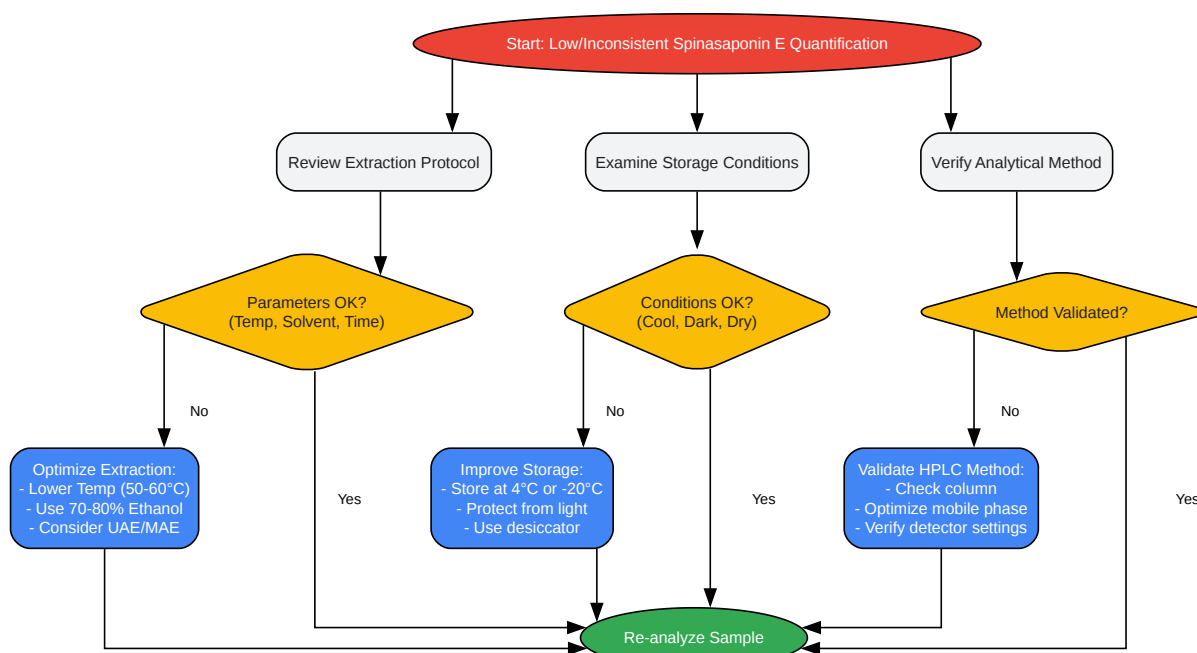 Start: Low/Inconsistent Spinasaponin E Quantification
Review Extraction Protocol
Examine Storage Conditions
Verify Analytical Method
Parameters OK?
(Temp, Solvent, Time)
Conditions OK?
(Cool, Dark, Dry)
Method Validated?
No
No
No
Optimize Extraction:
- Lower Temp (50-60°C)
- Use 70-80% Ethanol
- Consider UAE/MAE
Yes
Improve Storage:
- Store at 4°C or -20°C
- Protect from light
- Use desiccator
Yes
Validate HPLC Method:
- Check column
- Optimize mobile phase
- Verify detector settings
Yes
Re-analyze Sample